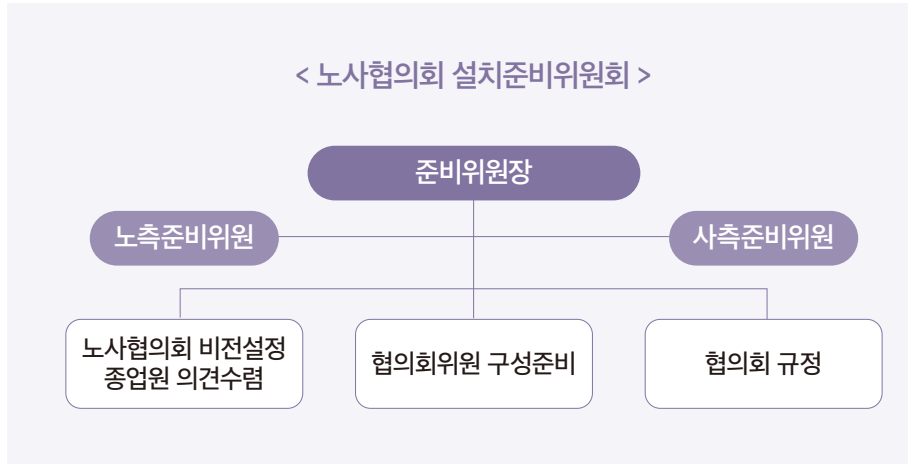 < 노사협의회 설치준비위원회 >
준비위원장
노측준비위원
사측준비위원
노사협의회 비전설정
종업원 의견수렴
협의회위원 구성준비
협의회 규정